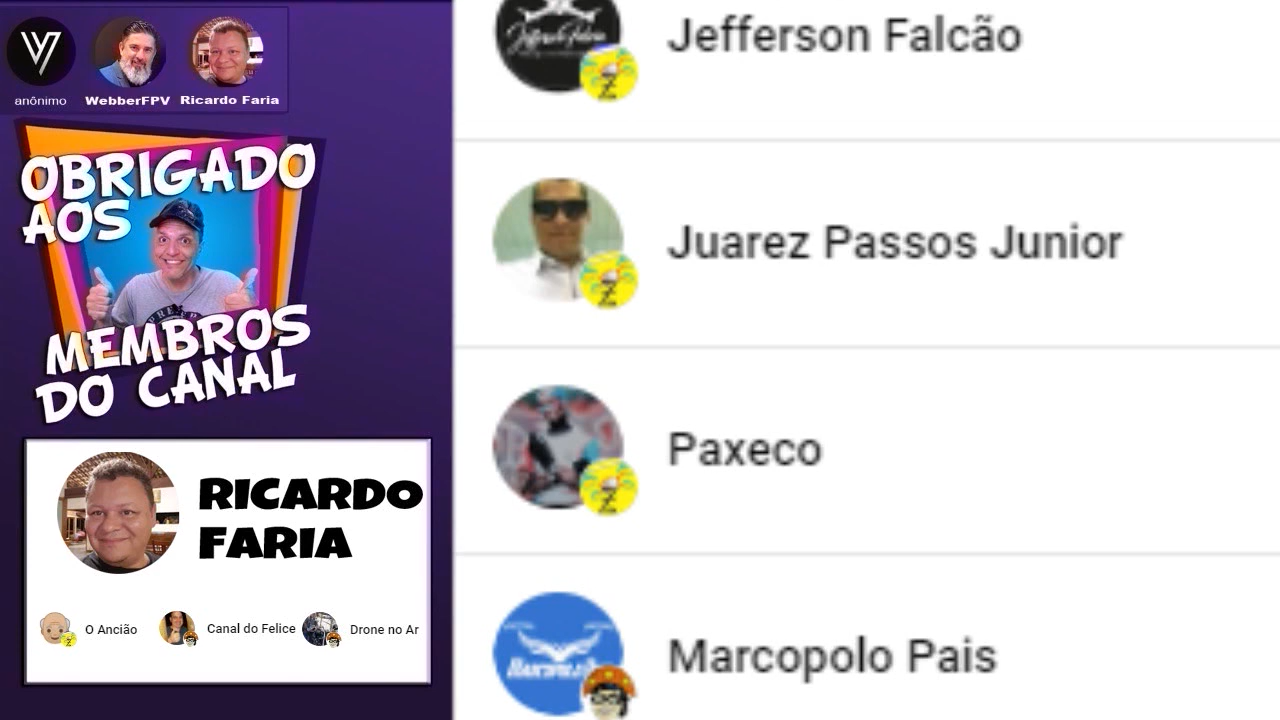 anônimo
WebberFPV
Ricardo Faria
OBRIGADO
AOS
MEMBROS
DO CANAL
RICARDO
FARIA
O Ancião
Canal do Felice
Drone no Ar
Jefferson Falcão
Juarez Passos Junior
Paxeco
Marcopolo Pais